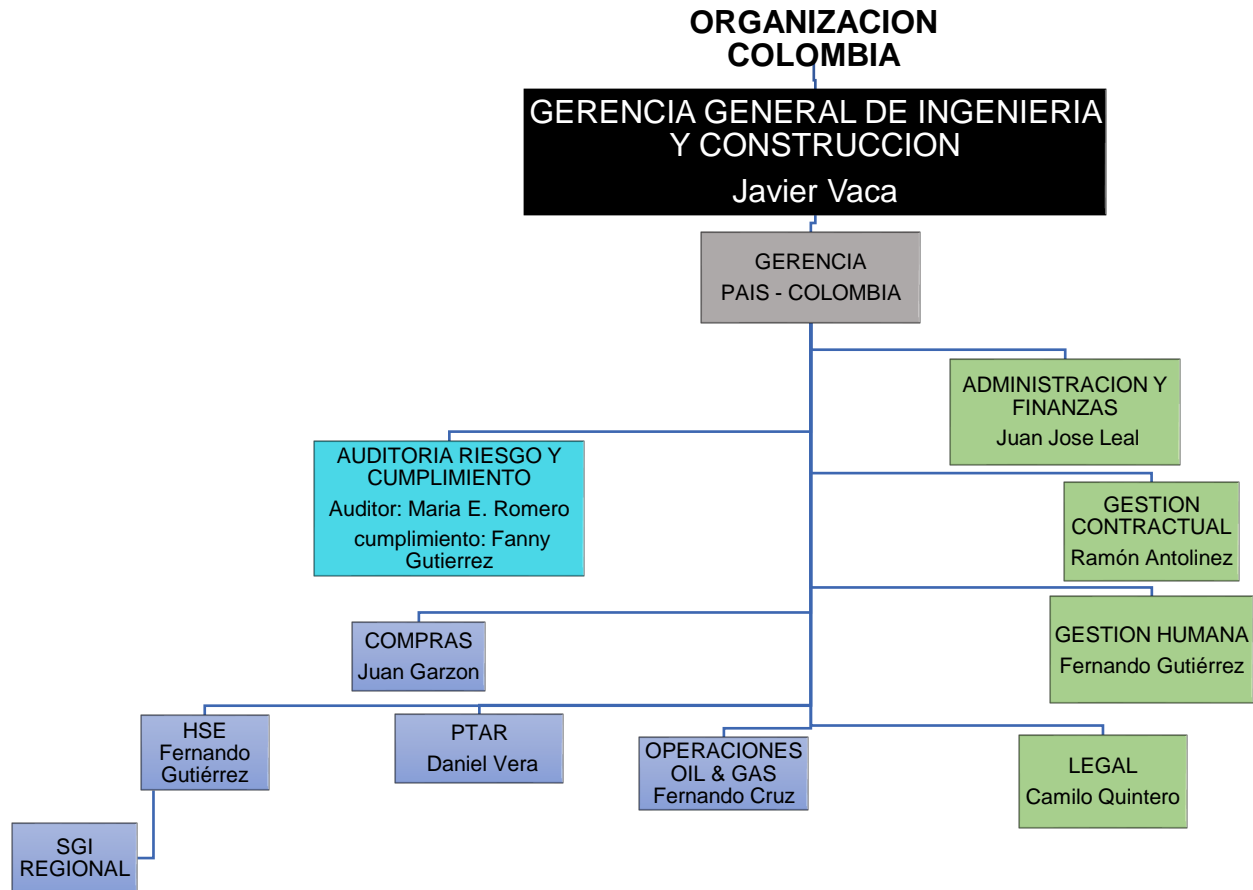 ORGANIZACION
COLOMBIA
GERENCIA GENERAL DE INGENIERIA
Y CONSTRUCCION
Javier Vaca
GERENCIA
PAIS - COLOMBIA
ADMINISTRACION Y
FINANZAS
Juan Jose Leal
AUDITORIA RIESGO Y
CUMPLIMIENTO
Auditor: Maria E. Romero
cumplimiento: Fanny
Gutierrez
GESTION
CONTRACTUAL
Ramón Antolinez
COMPRAS
Juan Garzon
GESTION HUMANA
Fernando Gutiérrez
HSE
Fernando
Gutiérrez
PTAR
Daniel Vera
OPERACIONES
OIL & GAS
Fernando Cruz
LEGAL
Camilo Quintero
SGI
REGIONAL